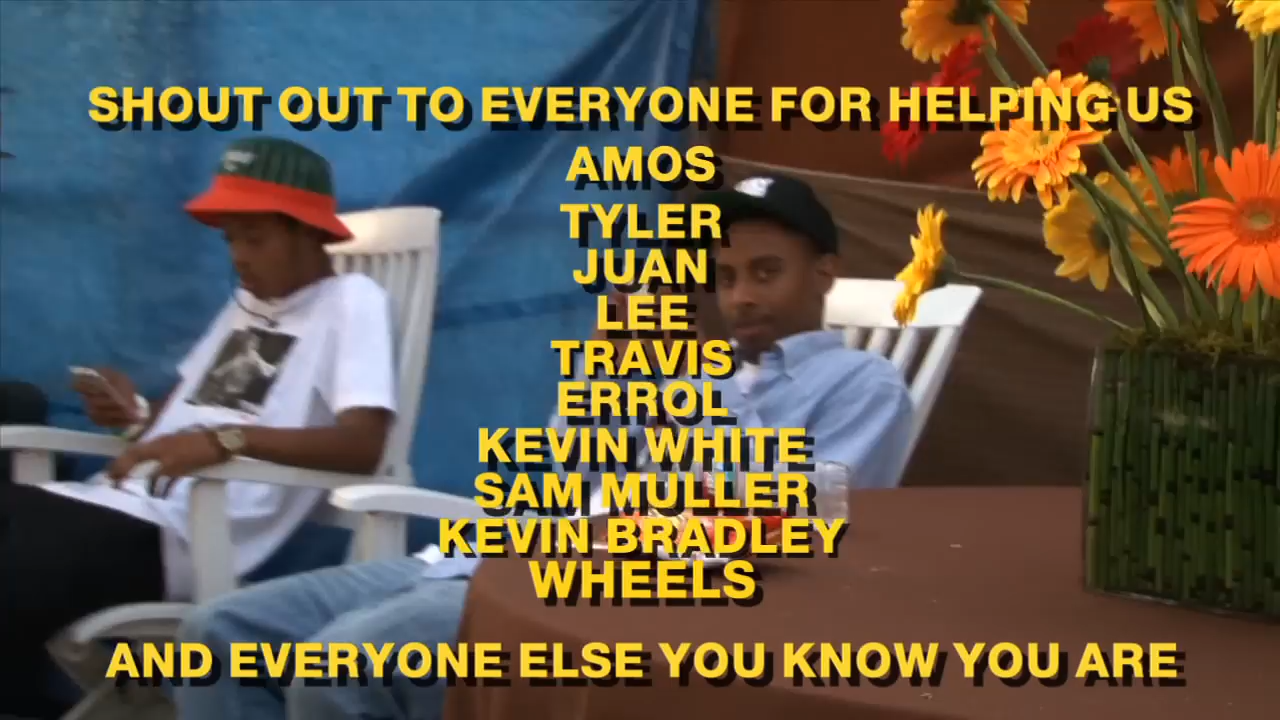 SHOUT OUT TO EVERYONE FOR HELPING US
AMOS
TYLER
JUAN
LEE
TRAVIS
ERROL
KEVIN WHITE
SAM MULLER
KEVIN BRADLEY
WHEELS
AND EVERYONE ELSE YOU KNOW YOU ARE